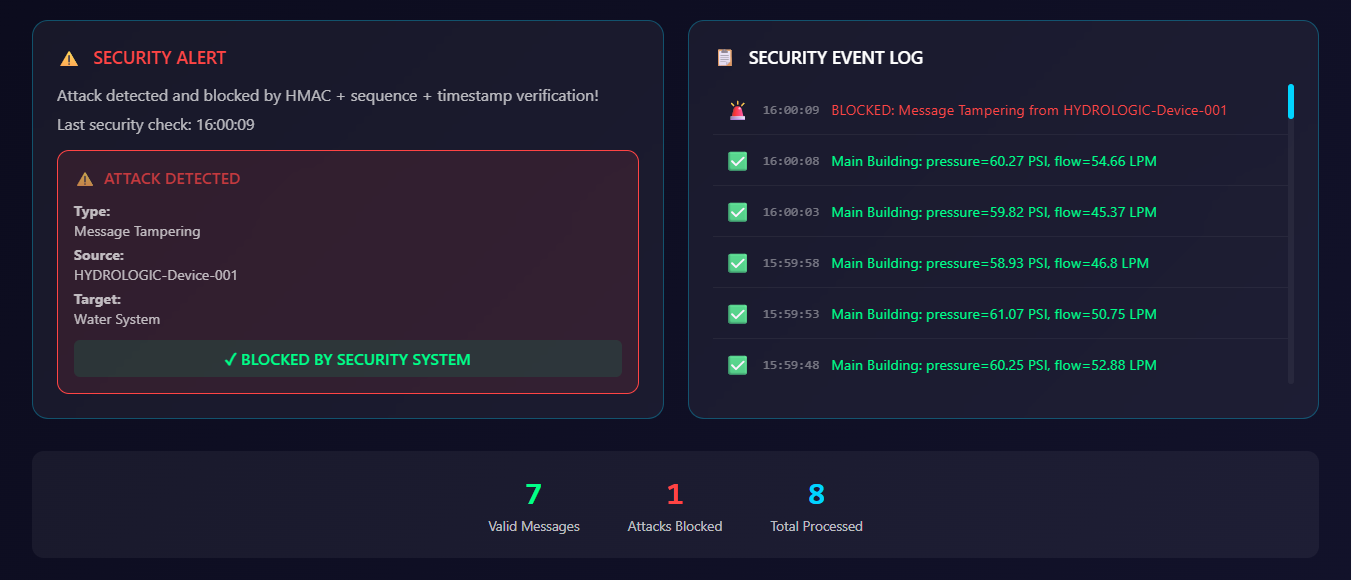 SECURITY ALERT
Attack detected and blocked by HMAC + sequence + timestamp verification!
Last security check: 16:00:09
ATTACK DETECTED
Type:
Message Tampering
Source:
HYDROLOGIC-Device-001
Target:
Water System
✓ BLOCKED BY SECURITY SYSTEM
SECURITY EVENT LOG
16:00:09 BLOCKED: Message Tampering from HYDROLOGIC-Device-001
16:00:08 Main Building: pressure=60.27 PSI, flow=54.66 LPM
16:00:03 Main Building: pressure=59.82 PSI, flow=45.37 LPM
15:59:58 Main Building: pressure=58.93 PSI, flow=46.8 LPM
15:59:53 Main Building: pressure=61.07 PSI, flow=50.75 LPM
15:59:48 Main Building: pressure=60.25 PSI, flow=52.88 LPM
7 1 8
Valid Messages Attacks Blocked Total Processed